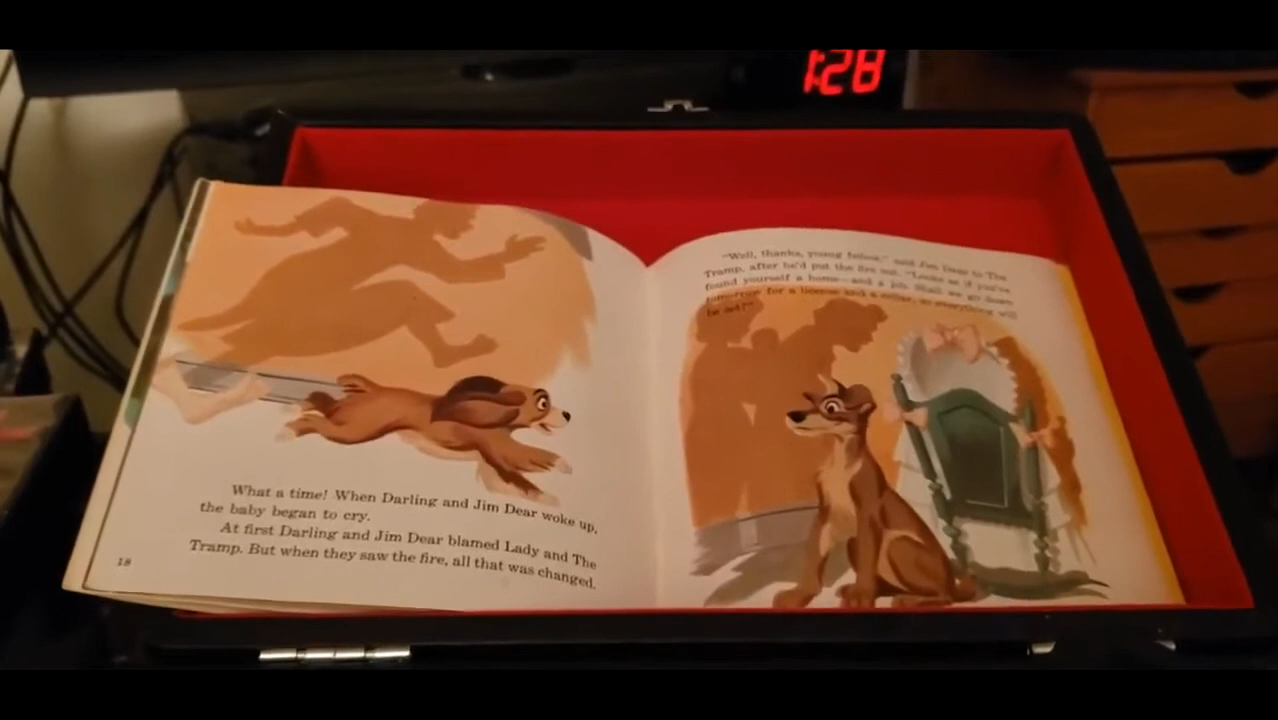 1:28
What a time! When Darling and Jim Dear woke up,
the baby began to cry.
At first Darling and Jim Dear blamed Lady and The
Tramp. But when they saw the fire, all that was changed.
18
"Well, thanks, young fellow," said Jim Dear to The
Tramp, after he'd put the fire out. "Looks as if you've
found yourself a home—and a job. Shall we go down
tomorrow for a license and a collar, so everything will
be set?"